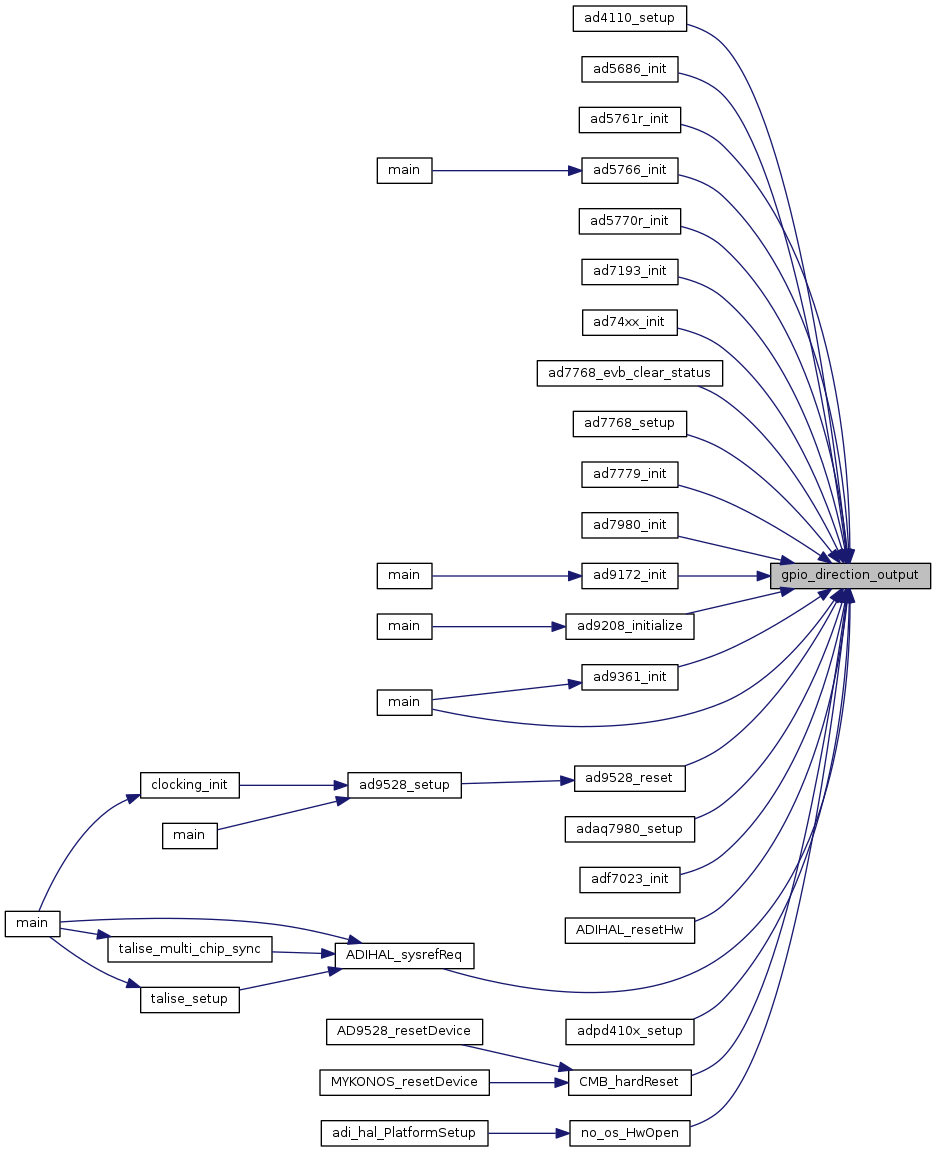 ad4110_setup
ad5686_init
ad5761r_init
main
ad5766_init
ad5770r_init
ad7193_init
ad74xx_init
ad7768_evb_clear_status
ad7768_setup
ad7779_init
ad7980_init
main
ad9172_init
gpio_direction_output
main
ad9208_initialize
ad9361_init
main
clocking_init
ad9528_setup
ad9528_reset
main
adaq7980_setup
adf7023_init
main
ADIHAL_resetHw
talise_multi_chip_sync
ADIHAL_sysrefReq
talise_setup
AD9528_resetDevice
adpd410x_setup
MYKONOS_resetDevice
CMB_hardReset
adi_hal_PlatformSetup
no_os_HwOpen